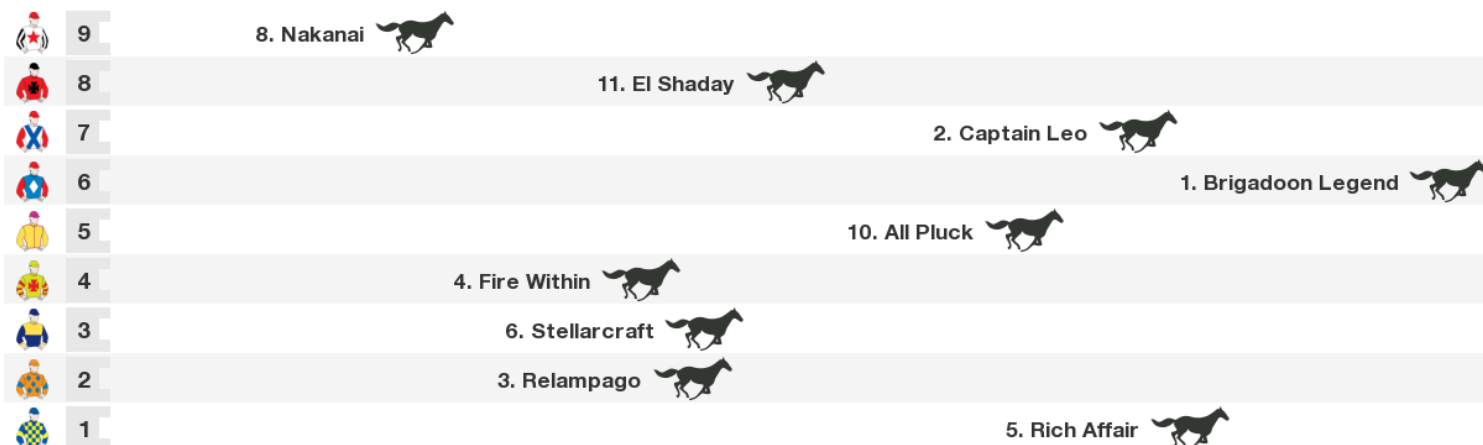 9 8. Nakanai
8 11. El Shaday
7 2. Captain Leo
6 1. Brigadoon Legend
5 10. All Pluck
4 4. Fire Within
3 6. Stellarcraft
2 3. Relampago
1 5. Rich Affair